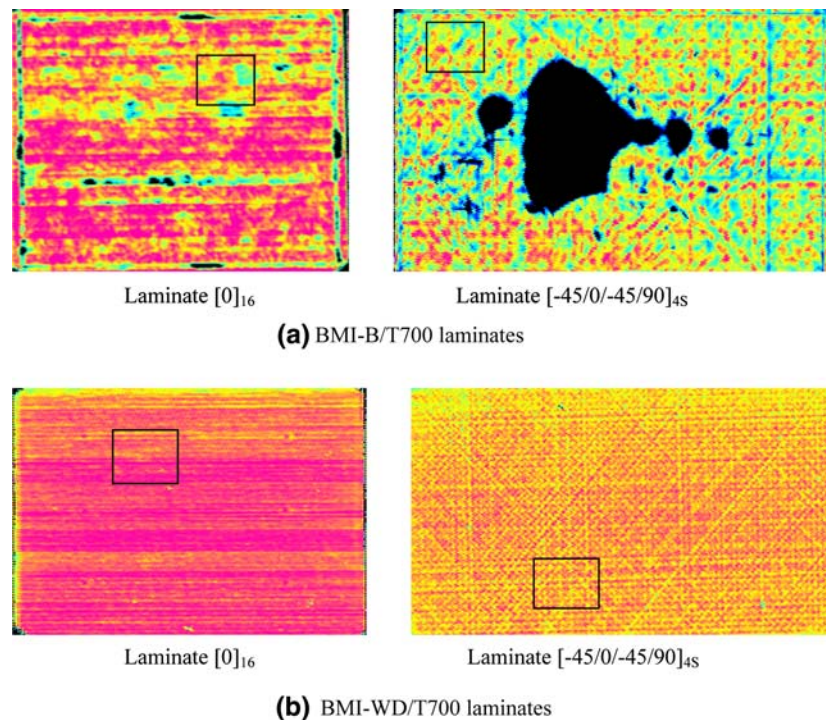 Laminate [0]₁₆
Laminate [-45/0/-45/90]₄S
(a) BMI-B/T700 laminates
Laminate [0]₁₆
Laminate [-45/0/-45/90]₄S
(b) BMI-WD/T700 laminates